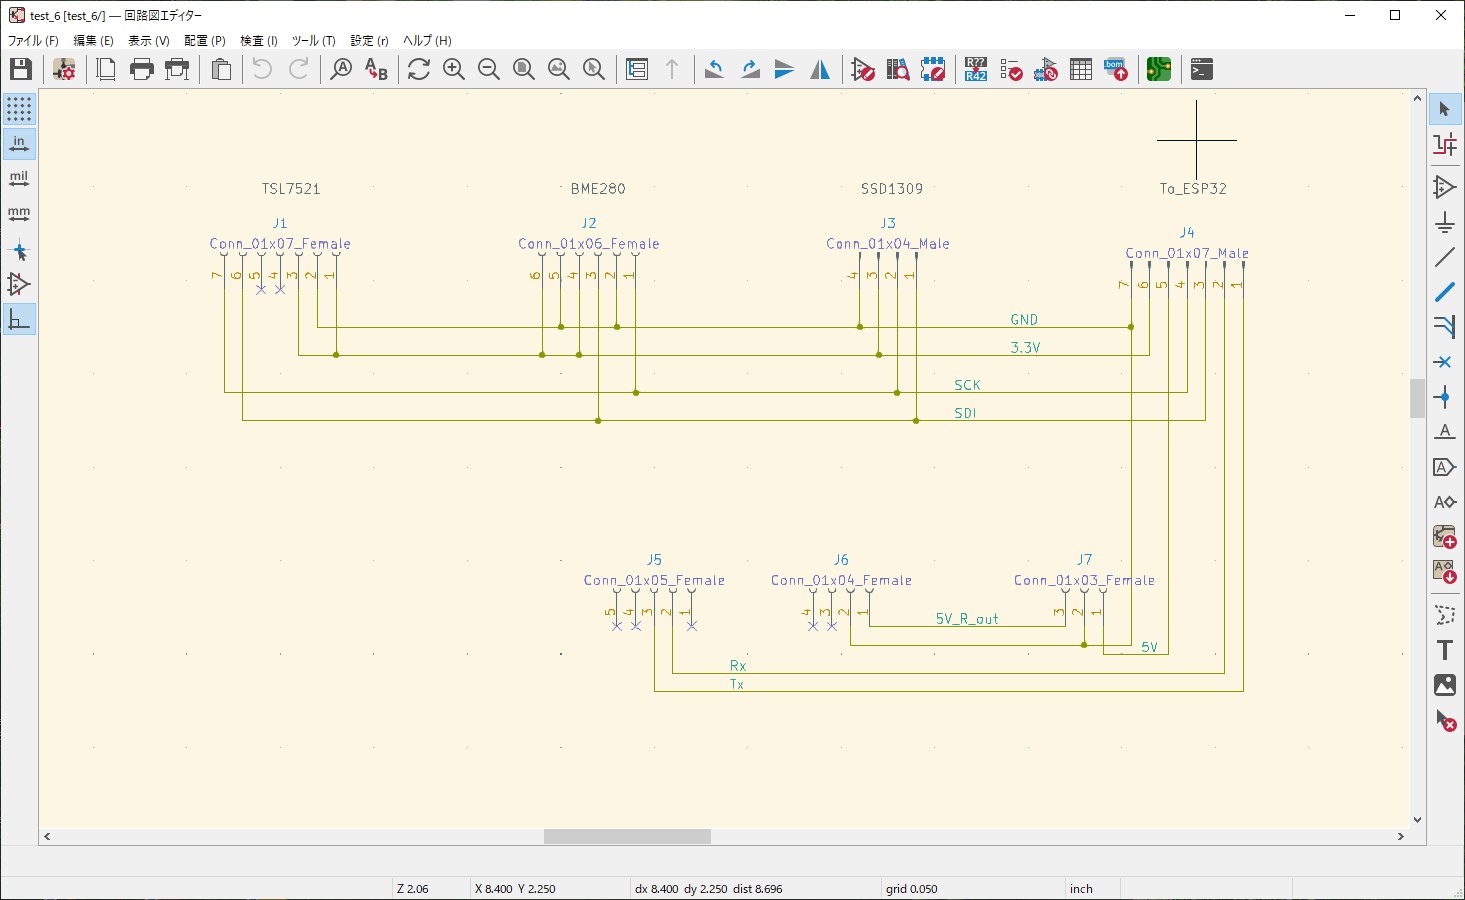 test_6 [test_6/] — 回路図エディター
ファイル (F) 編集 (E) 表示 (V) 配置 (P) 検査 (I) ツール (T) 設定 (r) ヘルプ (H)
A A B R?? R42 bom
in
mil
mm
TSL7521 BME280 SSD1309 To_ESP32
J1 J2 J3 J4
Conn_01x07_Female Conn_01x06_Female Conn_01x04_Male Conn_01x07_Male
7 6 5 4 3 2 1 6 5 4 3 2 1 4 3 2 1 7 6 5 4 3 2 1
GND
3.3V
SCK
SDI
J5 J6 J7
Conn_01x05_Female Conn_01x04_Female Conn_01x03_Female
5 4 3 2 1 4 3 2 1 3 2 1
5V_R_out
5V
Rx
Tx
A
A
A
A
T
Z 2.06 X 8.400 Y 2.250 dx 8.400 dy 2.250 dist 8.696 grid 0.050 inch